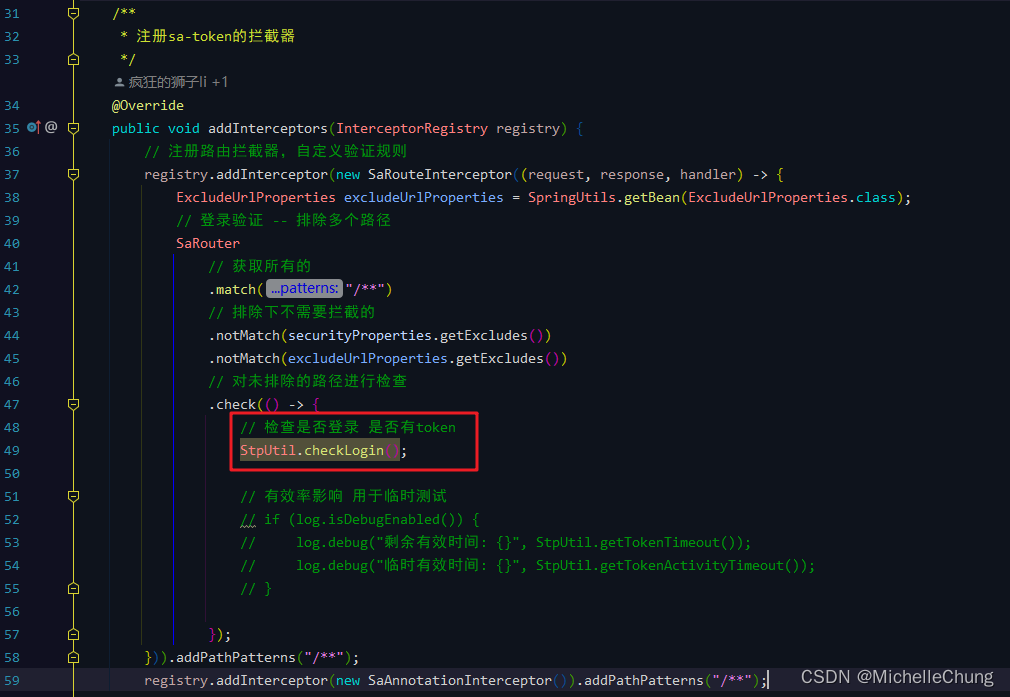 31 /**
32 * 注册sa-token的拦截器
33 */
疯狂的狮子li +1
34 @Override
35 @ public void addInterceptors(InterceptorRegistry registry) {
36 // 注册路由拦截器，自定义验证规则
37 registry.addInterceptor(new SaRouteInterceptor((request, response, handler) -> {
38 ExcludeUrlProperties excludeUrlProperties = SpringUtils.getBean(ExcludeUrlProperties.class);
39 // 登录验证 -- 排除多个路径
40 SaRouter
41 // 获取所有的
42 .match( ...patterns: "/**")
43 // 排除下不需要拦截的
44 .notMatch(securityProperties.getExcludes())
45 .notMatch(excludeUrlProperties.getExcludes())
46 // 对未排除的路径进行检查
47 .check(() -> {
48 // 检查是否登录 是否有token
49 StpUtil.checkLogin();
50
51 // 有效率影响 用于临时测试
52 // if (log.isDebugEnabled()) {
53 // log.debug("剩余有效时间: {}", StpUtil.getTokenTimeout());
54 // log.debug("临时有效时间: {}", StpUtil.getTokenActivityTimeout());
55 // }
56
57 });
58 })).addPathPatterns("/**");
59 registry.addInterceptor(new SaAnnotationInterceptor()).addPathPatterns("/**");
CSDN @MichelleChung